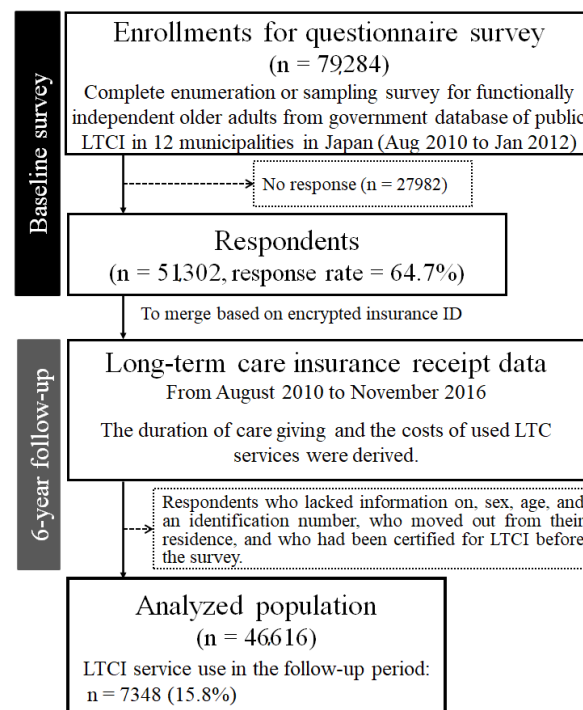 Baseline survey
Enrollments for questionnaire survey
(n = 79,284)
Complete enumeration or sampling survey for functionally
independent older adults from government database of public
LTCI in 12 municipalities in Japan (Aug 2010 to Jan 2012)
No response (n = 27982)
Respondents
(n = 51,302, response rate = 64.7%)
To merge based on encrypted insurance ID
6-year follow-up
Long-term care insurance receipt data
From August 2010 to November 2016
The duration of care giving and the costs of used LTC
services were derived.
Respondents who lacked information on, sex, age, and
an identification number, who moved out from their
residence, and who had been certified for LTCI before
the survey.
Analyzed population
(n = 46,616)
LTCI service use in the follow-up period:
n = 7348 (15.8%)